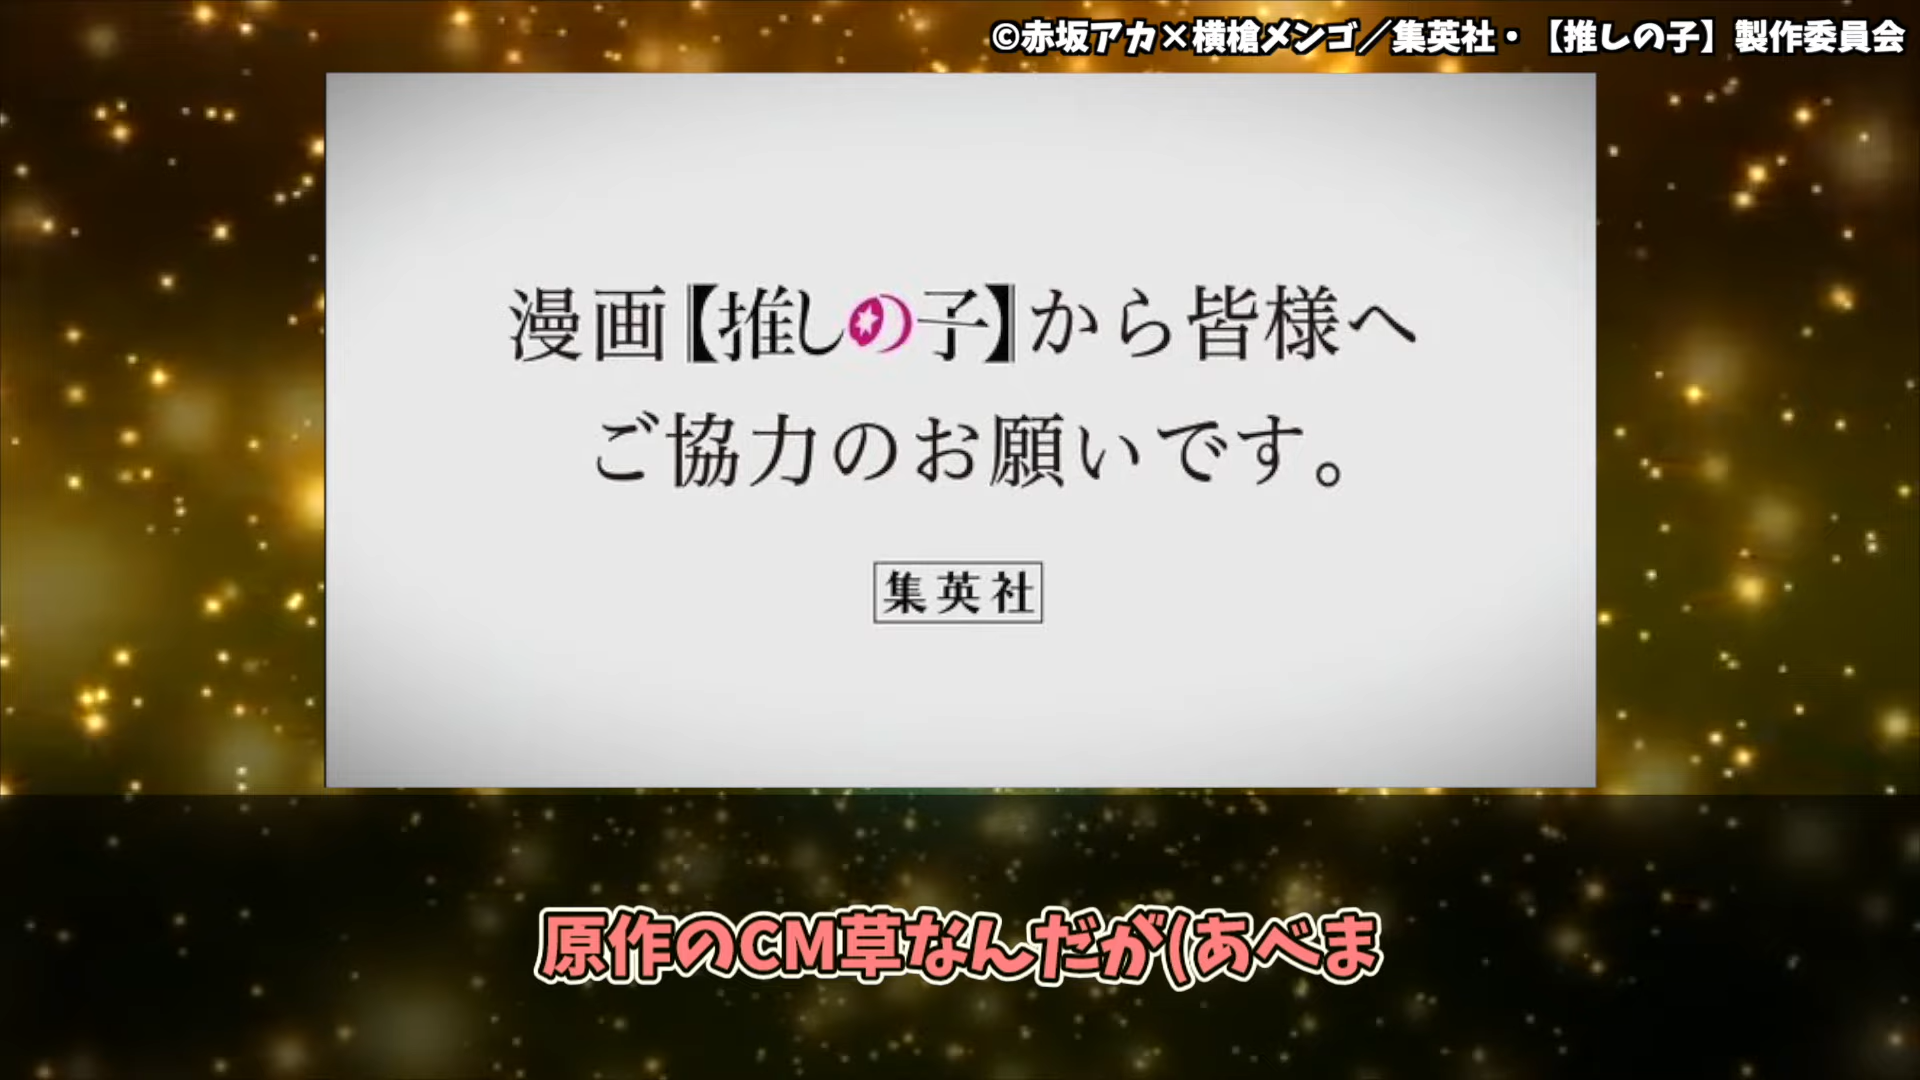 ©赤坂アカ×横槍メンゴ／集英社・【推しの子】製作委員会
漫画【推しの子】から皆様へ
ご協力のお願いです。
集英社
原作のCM草なんだが(あべま